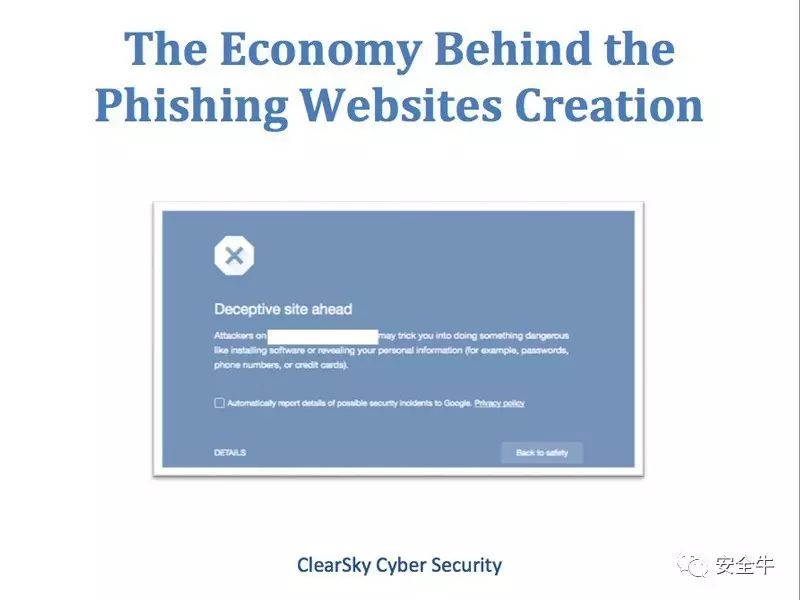 The Economy Behind the
Phishing Websites Creation
Deceptive site ahead
Attackers on may trick you into doing something dangerous
like installing software or revealing your personal information (for example, passwords,
phone numbers, or credit cards).
Automatically report details of possible security incidents to Google. Privacy policy
DETAILS
Back to safety
ClearSky Cyber Security
安全牛